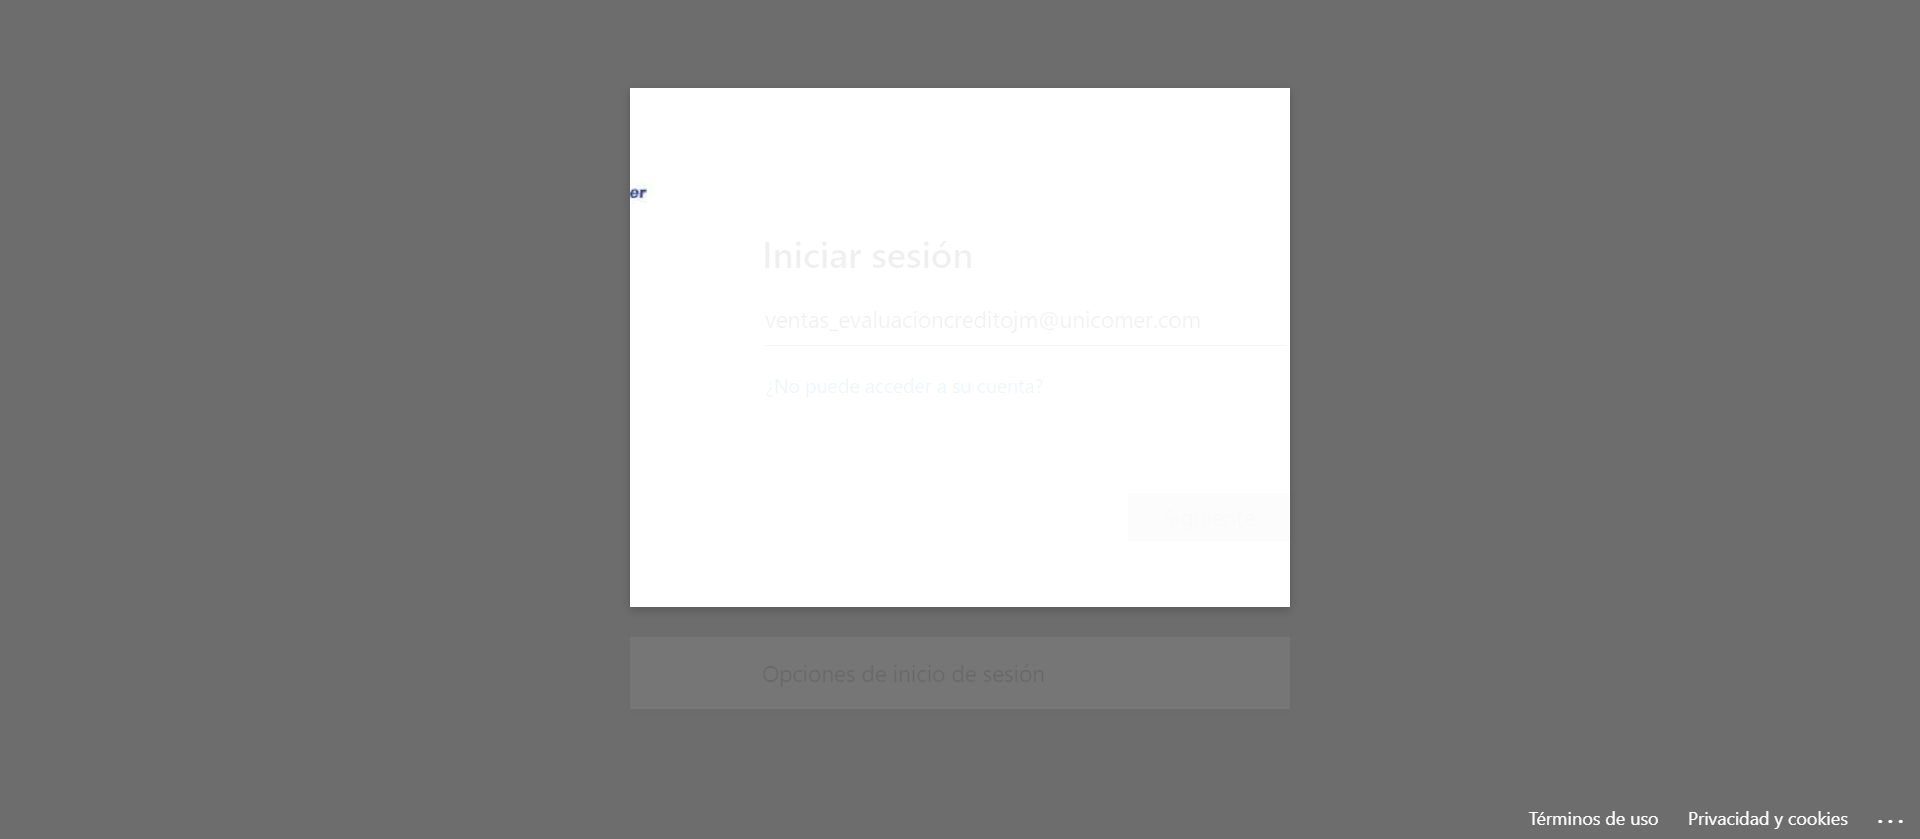 er
Iniciar sesión
ventas_evaluacioncreditojm@unicomer.com
¿No puede acceder a su cuenta?
Opciones de inicio de sesión
Términos de uso Privacidad y cookies ...